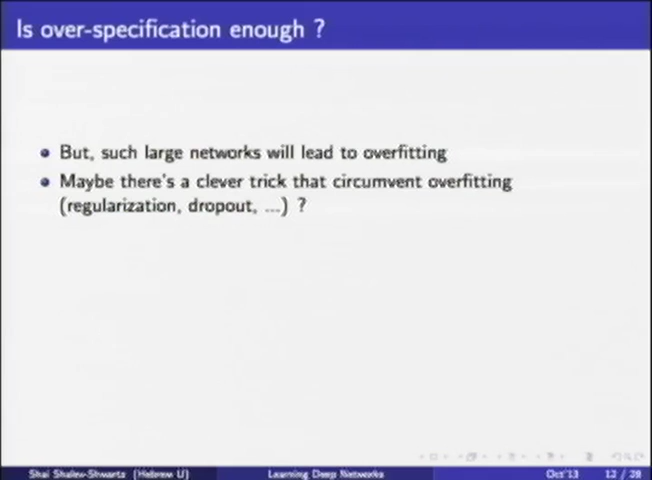 Is over-specification enough ?
But, such large networks will lead to overfitting
Maybe there's a clever trick that circumvent overfitting
(regularization, dropout, ...) ?
Shai Shalev-Shwartz (Hebrew U)
Learning Deep Networks
Oct'13
12 / 28